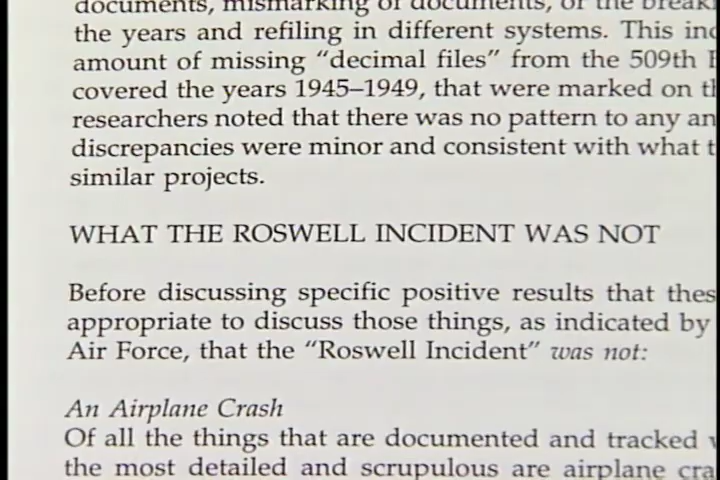 documents, mismarking of documents, or the
the years and refiling in different systems. This
amount of missing “decimal files” from the 509th
covered the years 1945–1949, that were marked on
researchers noted that there was no pattern to any
discrepancies were minor and consistent with what
similar projects.
WHAT THE ROSWELL INCIDENT WAS NOT
Before discussing specific positive results that
appropriate to discuss those things, as indicated by
Air Force, that the “Roswell Incident” was not:
An Airplane Crash
Of all the things that are documented and tracked
the most detailed and scrupulous are airplane